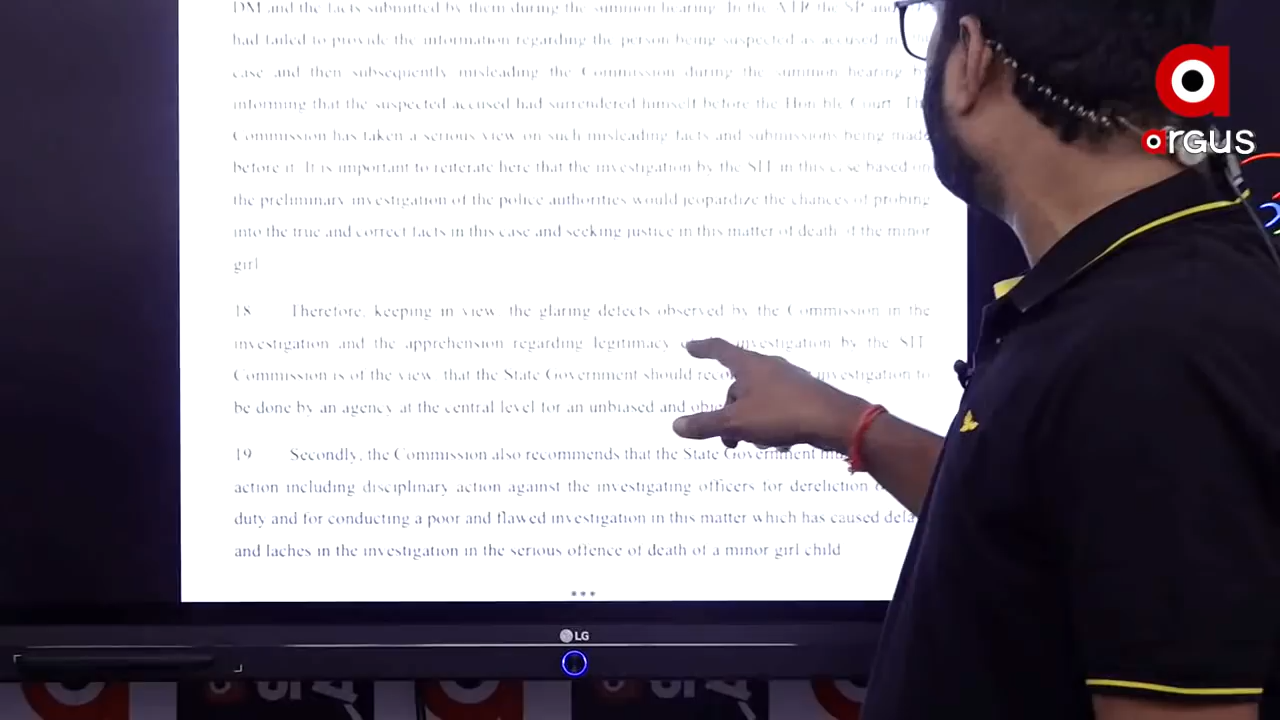 DM and the facts submitted by them during the summon hearing. In the ATR, the SP and
had failed to provide the information regarding the person being suspected as accused in
case and then subsequently misleading the Commission during the summon hearing by
informing that the suspected accused had surrendered himself before the Hon'ble Court. The
Commission has taken a serious view on such misleading facts and submissions being made
before it. It is important to reiterate here that the investigation by the SIT in this case based on
the preliminary investigation of the police authorities would jeopardize the chances of probing
into the true and correct facts in this case and seeking justice in this matter of death of the minor
girl
18 Therefore, keeping in view, the glaring defects observed by the Commission in the
investigation and the apprehension regarding legitimacy investigation by the SIT
Commission is of the view, that the State Government should investigation to
be done by an agency at the central level for an unbiased and
19 Secondly, the Commission also recommends that the State Government
action including disciplinary action against the investigating officers for dereliction
duty and for conducting a poor and flawed investigation in this matter which has caused
and laches in the investigation in the serious offence of death of a minor girl child
LG
argus